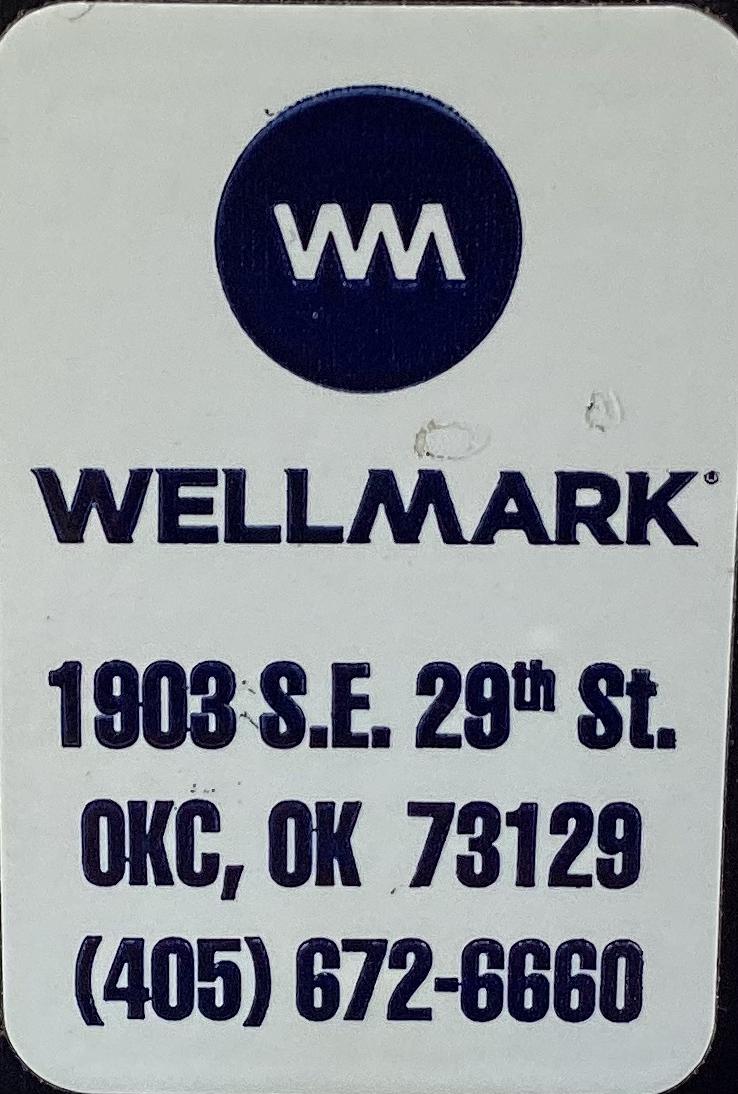 WM
WELLMARK®
1903 S.E. 29th St.
OKC, OK 73129
(405) 672-6660